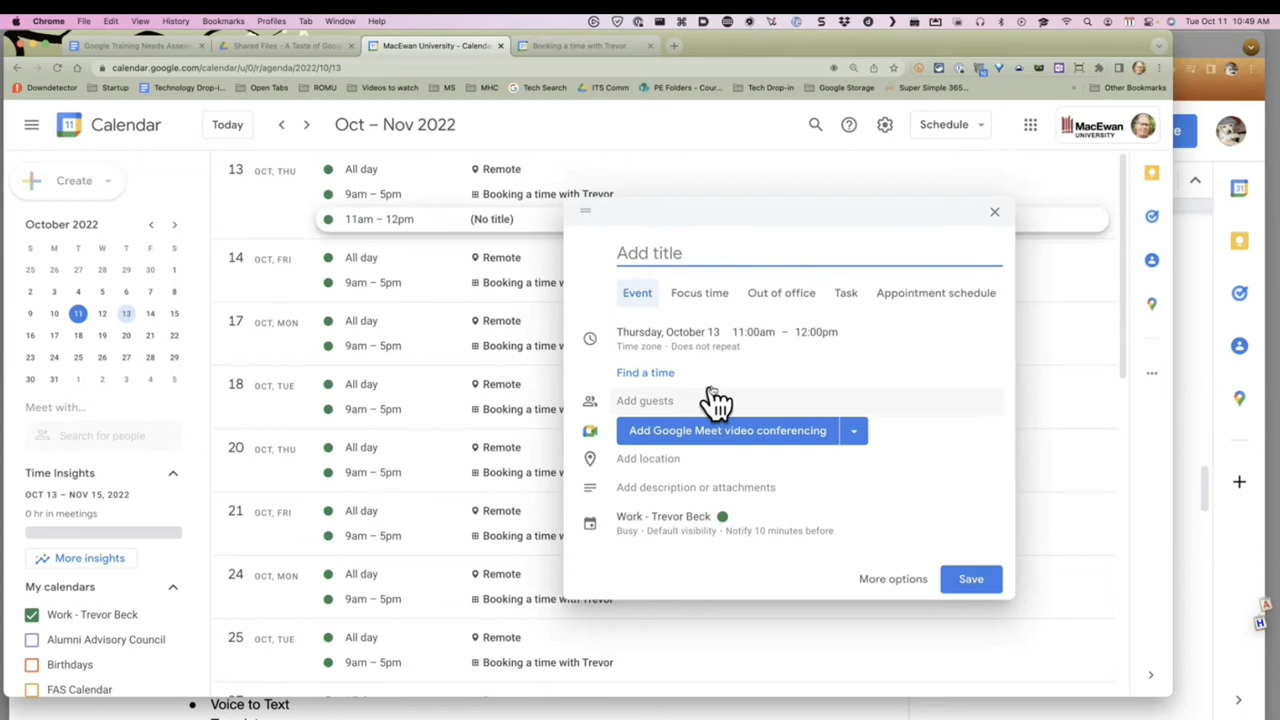 Chrome File Edit View History Bookmarks Profiles Tab Window Help Tue Oct 11 10:49 AM
Google Training Needs Assess Shared Files - A Taste of Goog MacEwan University - Calenda Booking a time with Trevor
calendar.google.com/calendar/u/0/r/agenda/2022/10/13
Downdetector Startup Technology Drop-i... Open Tabs ROMU Videos to watch MS MHC Tech Search ITS Comm PE Folders - Cour... Tech Drop-in Google Storage Super Simple 365... » Other Bookmarks
11 Calendar Today Oct – Nov 2022 Schedule MacEwan UNIVERSITY
Create
October 2022
S M T W T F S
25 26 27 28 29 30 1
2 3 4 5 6 7 8
9 10 11 12 13 14 15
16 17 18 19 20 21 22
23 24 25 26 27 28 29
30 31 1 2 3 4 5
Meet with...
Search for people
Time Insights
OCT 13 – NOV 15, 2022
0 hr in meetings
More insights
My calendars
Work - Trevor Beck
Alumni Advisory Council
Birthdays
FAS Calendar
13 OCT, THU All day Remote
9am – 5pm Booking a time with Trevor
11am – 12pm (No title)
14 OCT, FRI All day Remote
9am – 5pm Booking a time w
17 OCT, MON All day Remote
9am – 5pm Booking a time w
18 OCT, TUE All day Remote
9am – 5pm Booking a time w
20 OCT, THU All day Remote
9am – 5pm Booking a time w
21 OCT, FRI All day Remote
9am – 5pm Booking a time w
24 OCT, MON All day Remote
9am – 5pm Booking a time with Trevor
25 OCT, TUE All day Remote
9am – 5pm Booking a time with Trevor
Add title
Event Focus time Out of office Task Appointment schedule
Thursday, October 13 11:00am – 12:00pm
Time zone · Does not repeat
Find a time
Add guests
Add Google Meet video conferencing
Add location
Add description or attachments
Work - Trevor Beck
Busy · Default visibility · Notify 10 minutes before
More options Save
31
A
H
• Voice to Text